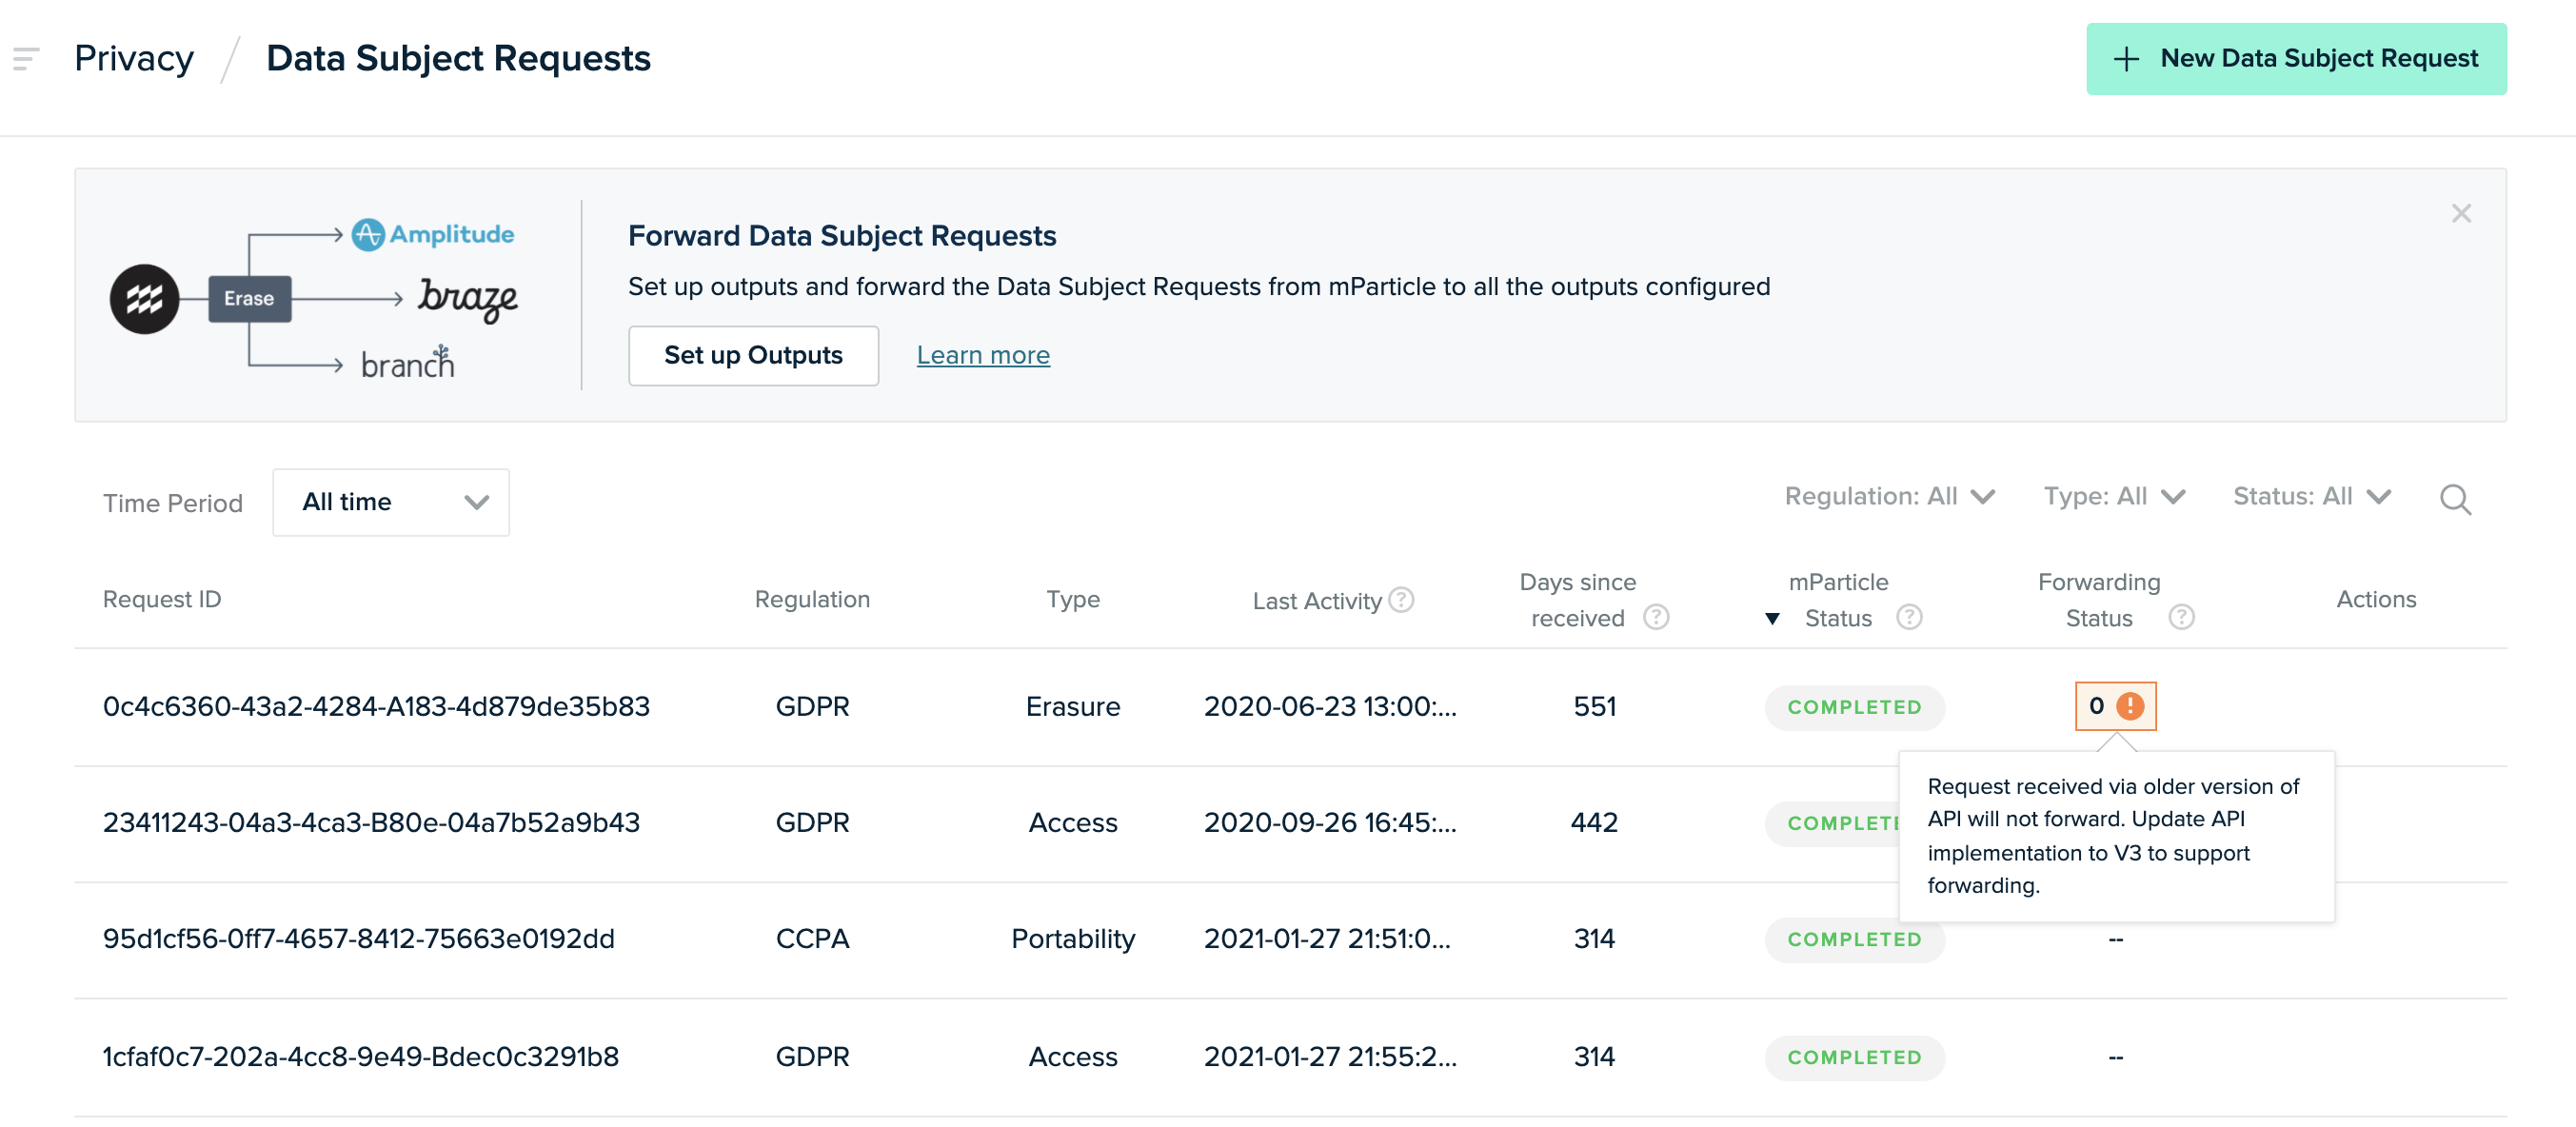 Privacy / Data Subject Requests
+ New Data Subject Request
Amplitude
Erase
braze
branch
Forward Data Subject Requests
Set up outputs and forward the Data Subject Requests from mParticle to all the outputs configured
Set up Outputs Learn more
Time Period All time
Regulation: All Type: All Status: All
Request ID Regulation Type Last Activity ? Days since received ? mParticle Status ? Forwarding Status ? Actions
0c4c6360-43a2-4284-A183-4d879de35b83 GDPR Erasure 2020-06-23 13:00:... 551 COMPLETED 0 !
Request received via older version of
API will not forward. Update API
implementation to V3 to support
forwarding.
23411243-04a3-4ca3-B80e-04a7b52a9b43 GDPR Access 2020-09-26 16:45:... 442 COMPLETE
95d1cf56-0ff7-4657-8412-75663e0192dd CCPA Portability 2021-01-27 21:51:0... 314 COMPLETED --
1cfaf0c7-202a-4cc8-9e49-Bdec0c3291b8 GDPR Access 2021-01-27 21:55:2... 314 COMPLETED --